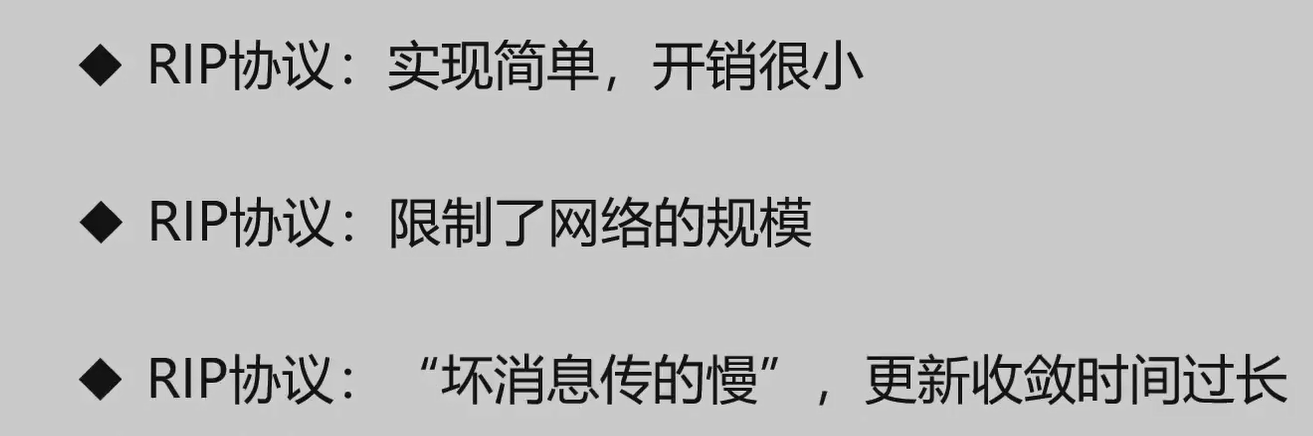 ◆ RIP协议：实现简单，开销很小
◆ RIP协议：限制了网络的规模
◆ RIP协议：“坏消息传的慢”，更新收敛时间过长